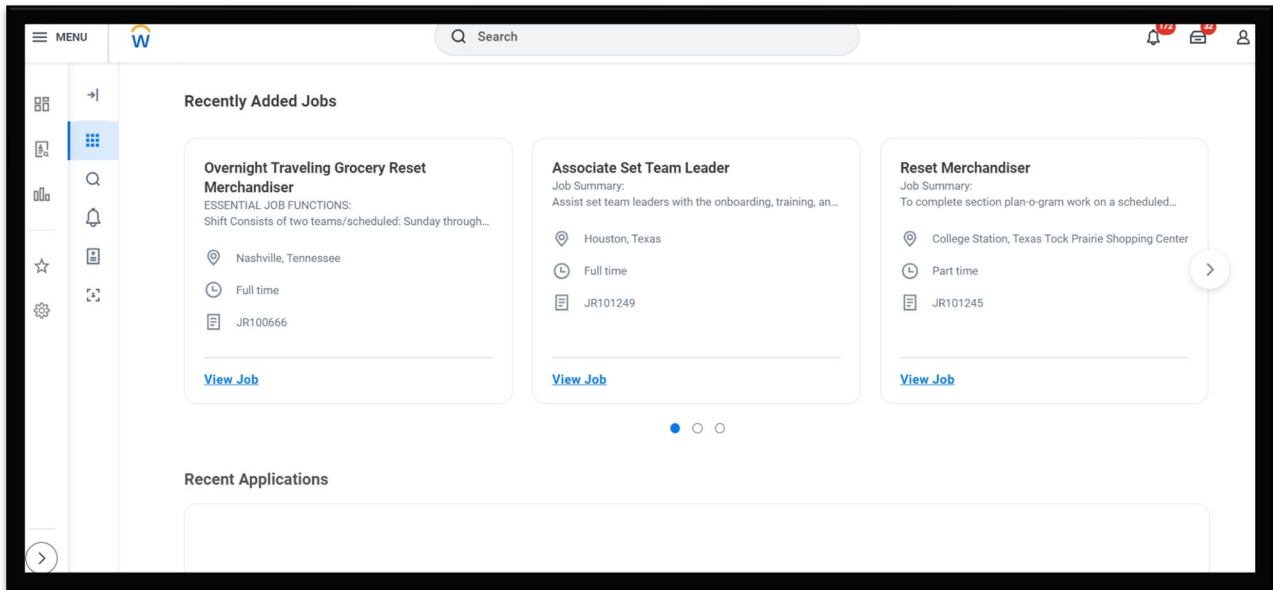 MENU
W
Search
172
32
Recently Added Jobs
Overnight Traveling Grocery Reset
Merchandiser
ESSENTIAL JOB FUNCTIONS:
Shift Consists of two teams/scheduled: Sunday through...
Nashville, Tennessee
Full time
JR100666
View Job
Associate Set Team Leader
Job Summary:
Assist set team leaders with the onboarding, training, an...
Houston, Texas
Full time
JR101249
View Job
Reset Merchandiser
Job Summary:
To complete section plan-o-gram work on a scheduled...
College Station, Texas Tock Prairie Shopping Center
Part time
JR101245
View Job
Recent Applications